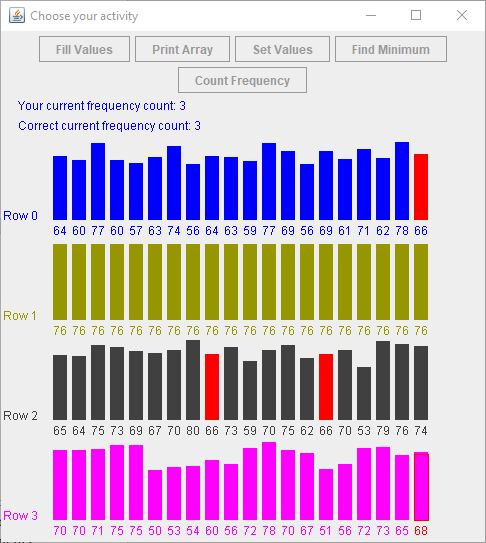 Choose your activity
Fill Values Print Array Set Values Find Minimum
Count Frequency
Your current frequency count: 3
Correct current frequency count: 3
Row 0
64 60 77 60 57 63 74 56 64 63 59 77 69 56 69 61 71 62 78 66
Row 1
76 76 76 76 76 76 76 76 76 76 76 76 76 76 76 76 76 76 76 76
Row 2
65 64 75 73 69 67 70 80 66 73 59 70 75 62 66 70 53 79 76 74
Row 3
70 70 71 75 75 50 53 54 60 56 72 78 70 67 51 56 72 73 65 68